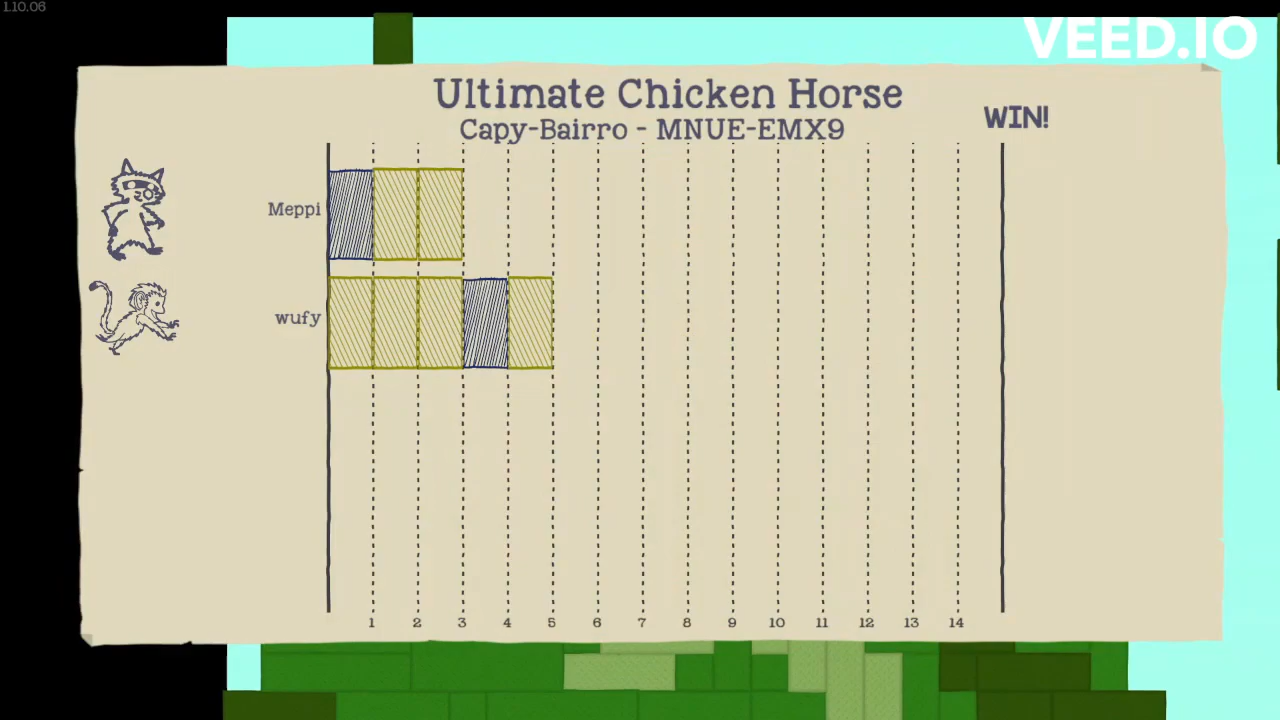 1.10.06
VEED.IO
Ultimate Chicken Horse
Capy-Bairro - MNUE-EMX9
WIN!
Meppi
wufy
1 2 3 4 5 6 7 8 9 10 11 12 13 14